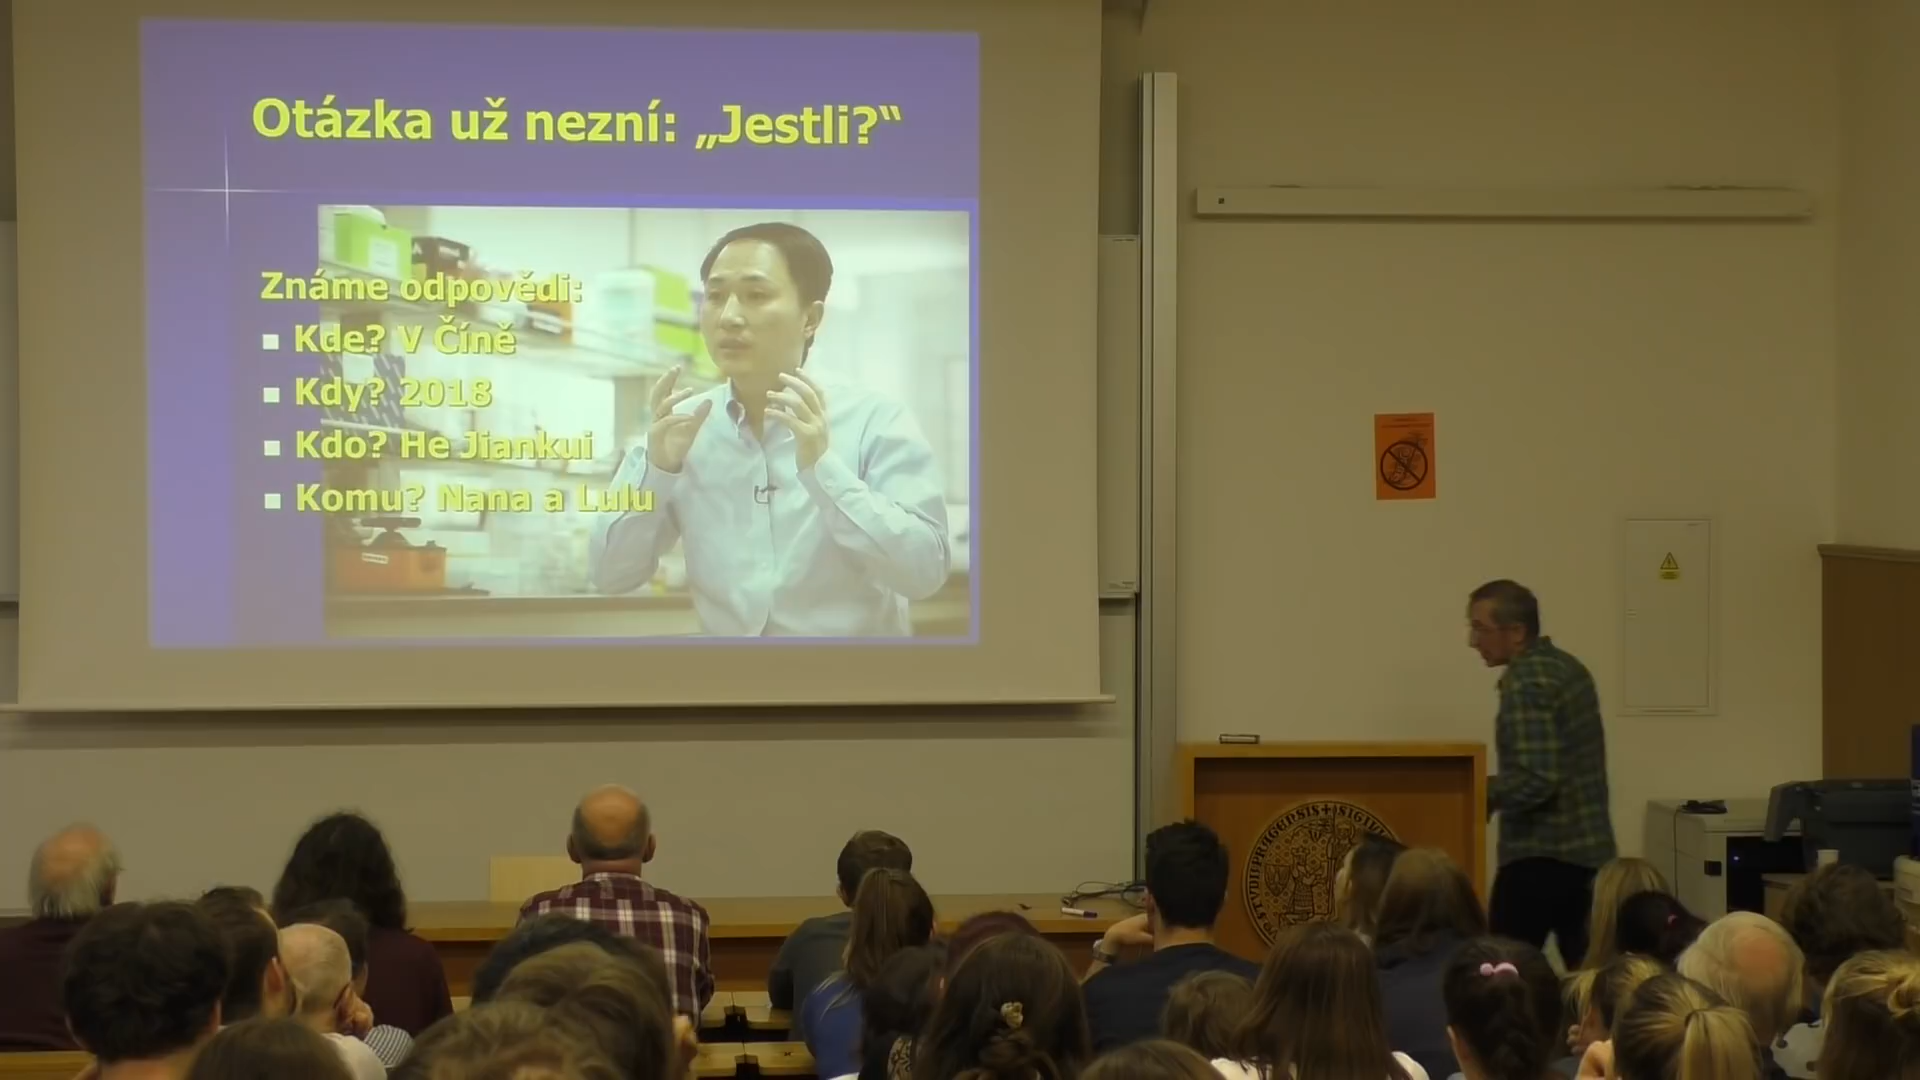 Otázka už nezní: „Jestli?“
Známe odpovědi:
Kde? V Číně
Kdy? 2018
Kdo? He Jiankui
Komu? Nana a Lulu